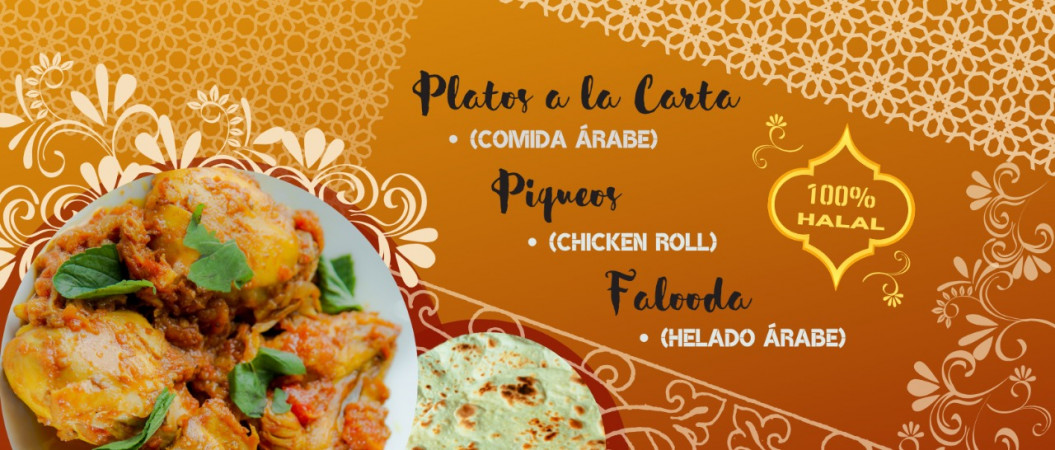 Platos a la Carta
• (COMIDA ÁRABE)
Piqueos
• (CHICKEN ROLL)
Falooda
• (HELADO ÁRABE)
100%
HALAL